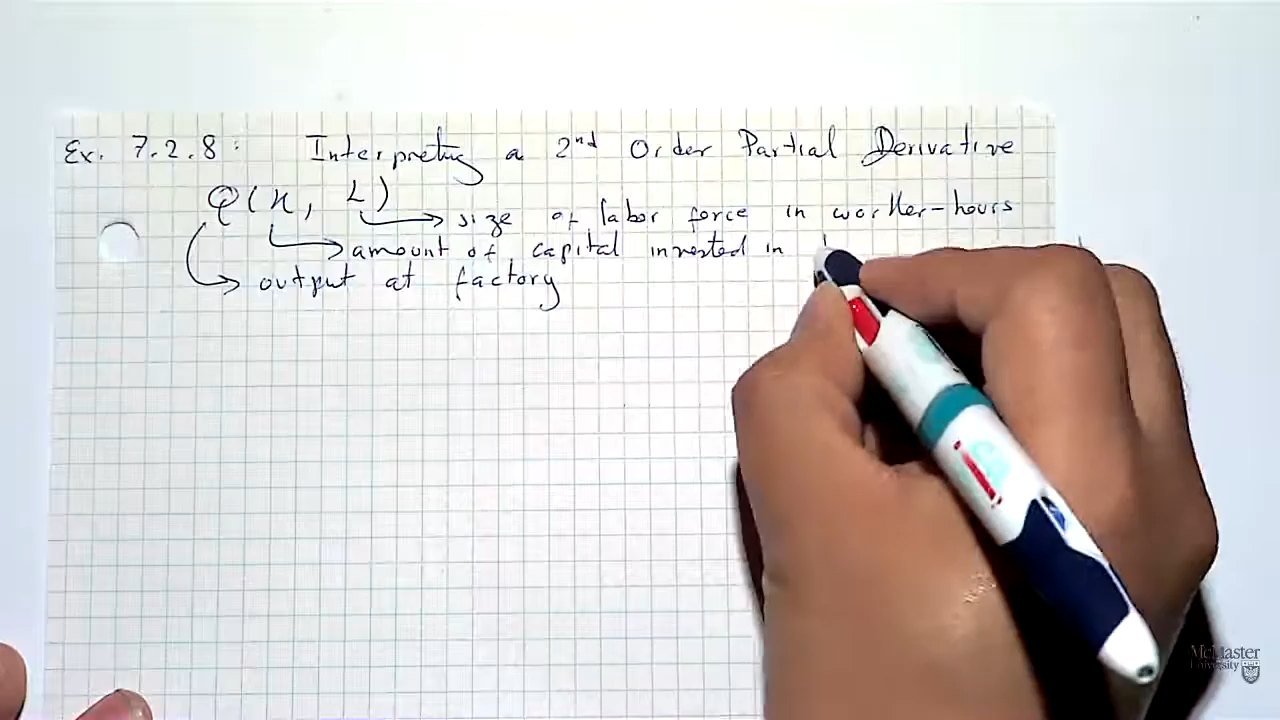 Ex. 7.2.8: Interpreting a 2nd Order Partial Derivative
Q(K, L)
size of labor force in worker-hours
amount of capital invested in
output at factory
McMaster
University